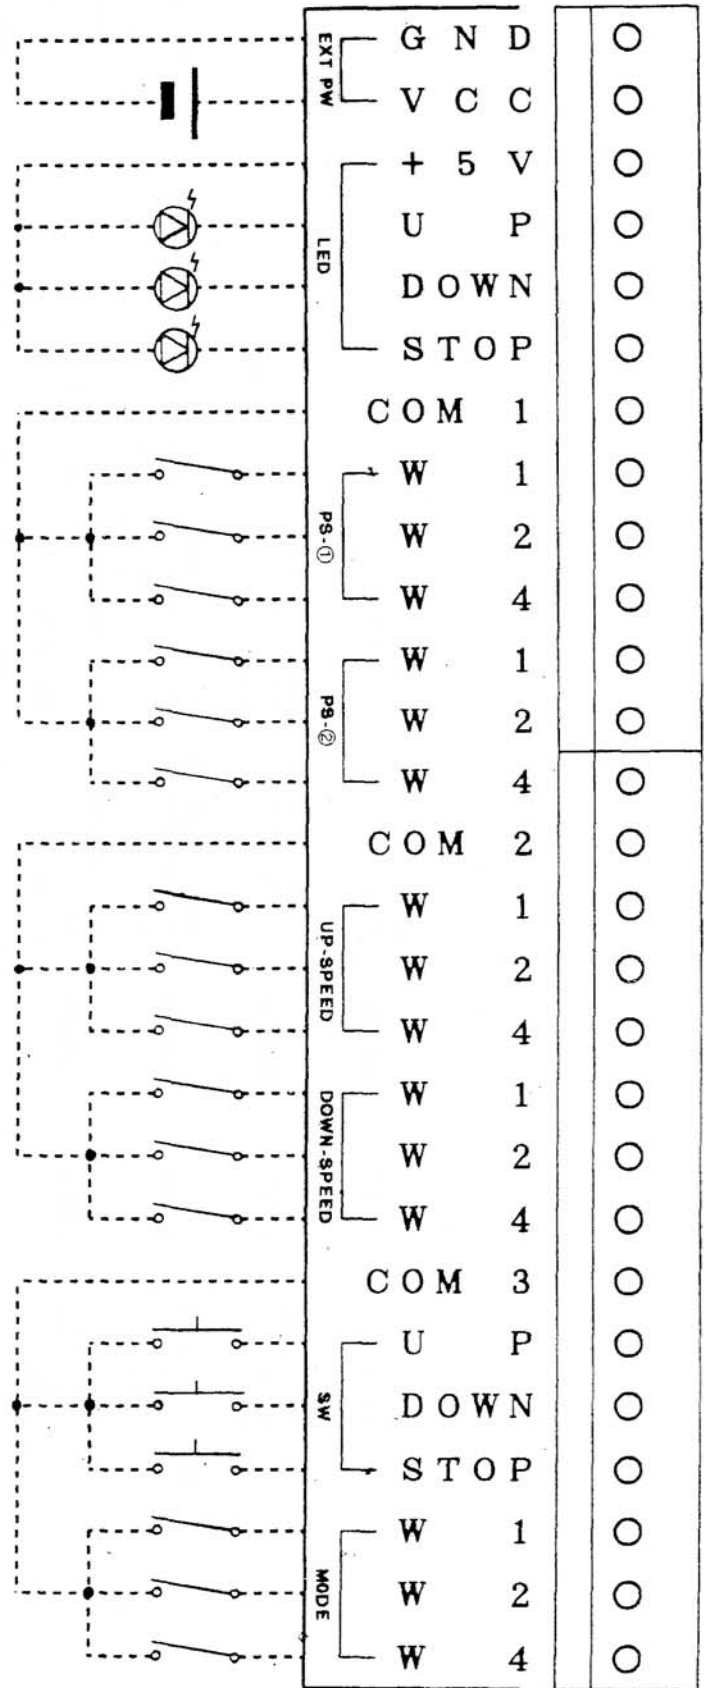 EXT PW
GND
VCC
LED
+5V
UP
DOWN
STOP
COM 1
PS-①
W 1
W 2
W 4
PS-②
W 1
W 2
W 4
COM 2
UP-SPEED
W 1
W 2
W 4
DOWN-SPEED
W 1
W 2
W 4
COM 3
SW
UP
DOWN
STOP
MODE
W 1
W 2
W 4